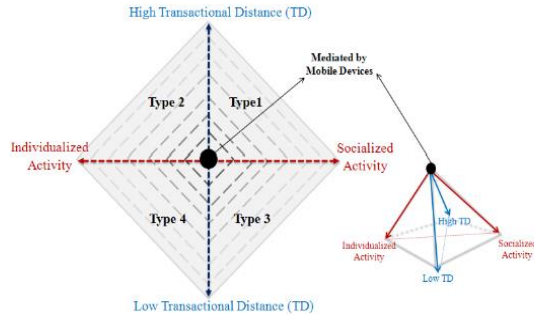 High Transactional Distance (TD)
Mediated by
Mobile Devices
Type 2
Type1
Individualized
Activity
Socialized
Activity
Type 4
Type 3
High TD
Individualized
Activity
Socialized
Activity
Low TD
Low Transactional Distance (TD)